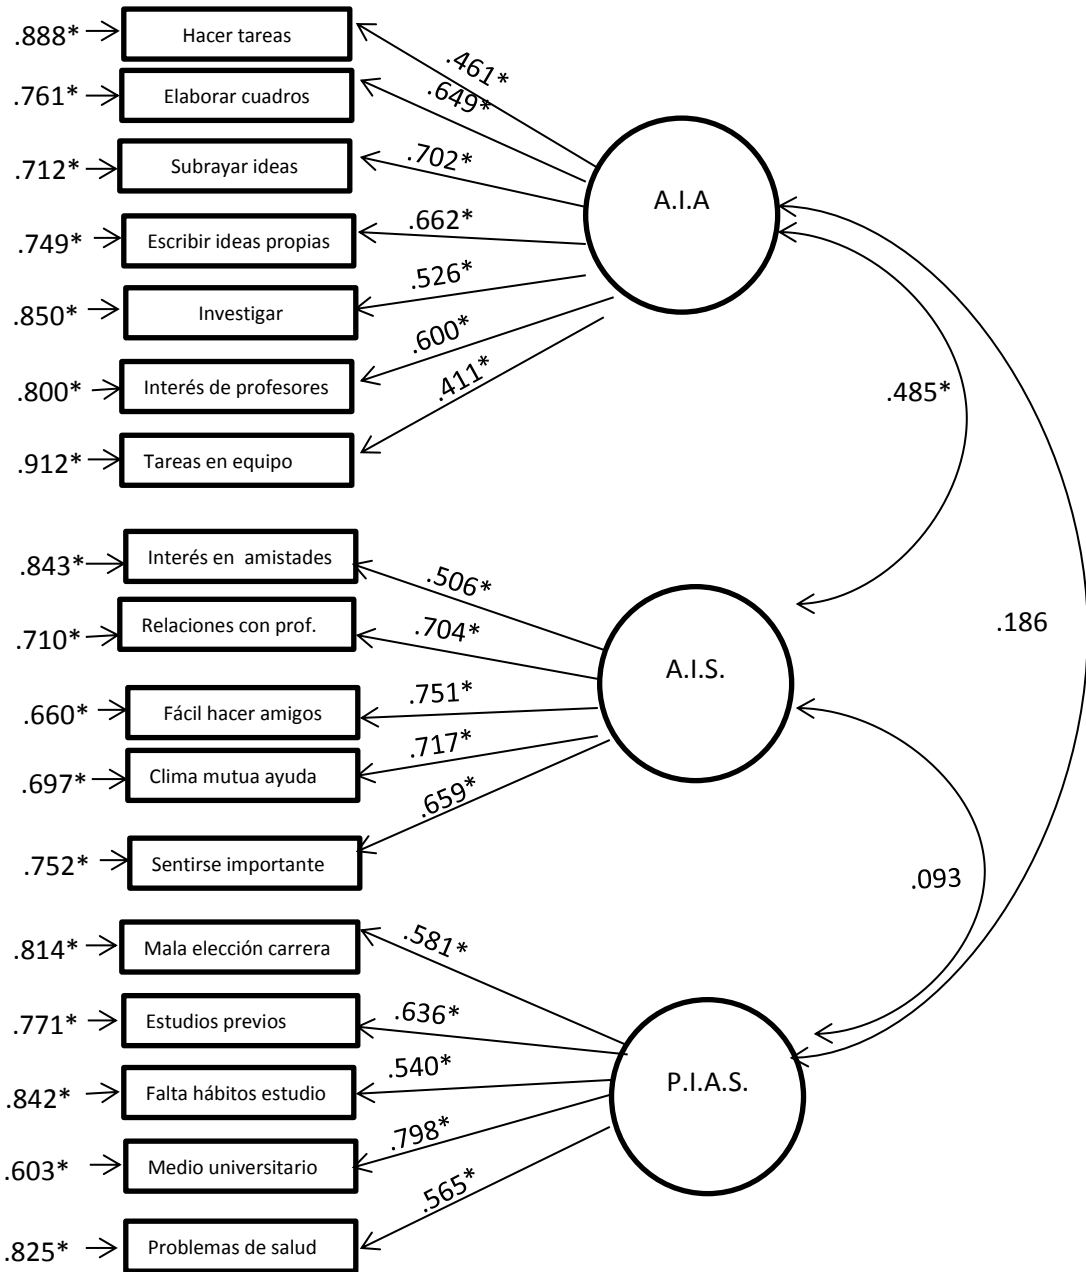 .888* Hacer tareas .461*
.761* Elaborar cuadros .649*
.712* Subrayar ideas .702*
A.I.A
.749* Escribir ideas propias .662*
.850* Investigar .526*
.800* Interés de profesores .600*
.485*
.912* Tareas en equipo .411*
.843* Interés en amistades .506*
.710* Relaciones con prof. .704*
.186
A.I.S.
.660* Fácil hacer amigos .751*
.697* Clima mutua ayuda .717*
.752* Sentirse importante .659*
.093
.814* Mala elección carrera .581*
.771* Estudios previos .636*
P.I.A.S.
.842* Falta hábitos estudio .540*
.603* Medio universitario .798*
.825* Problemas de salud .565*